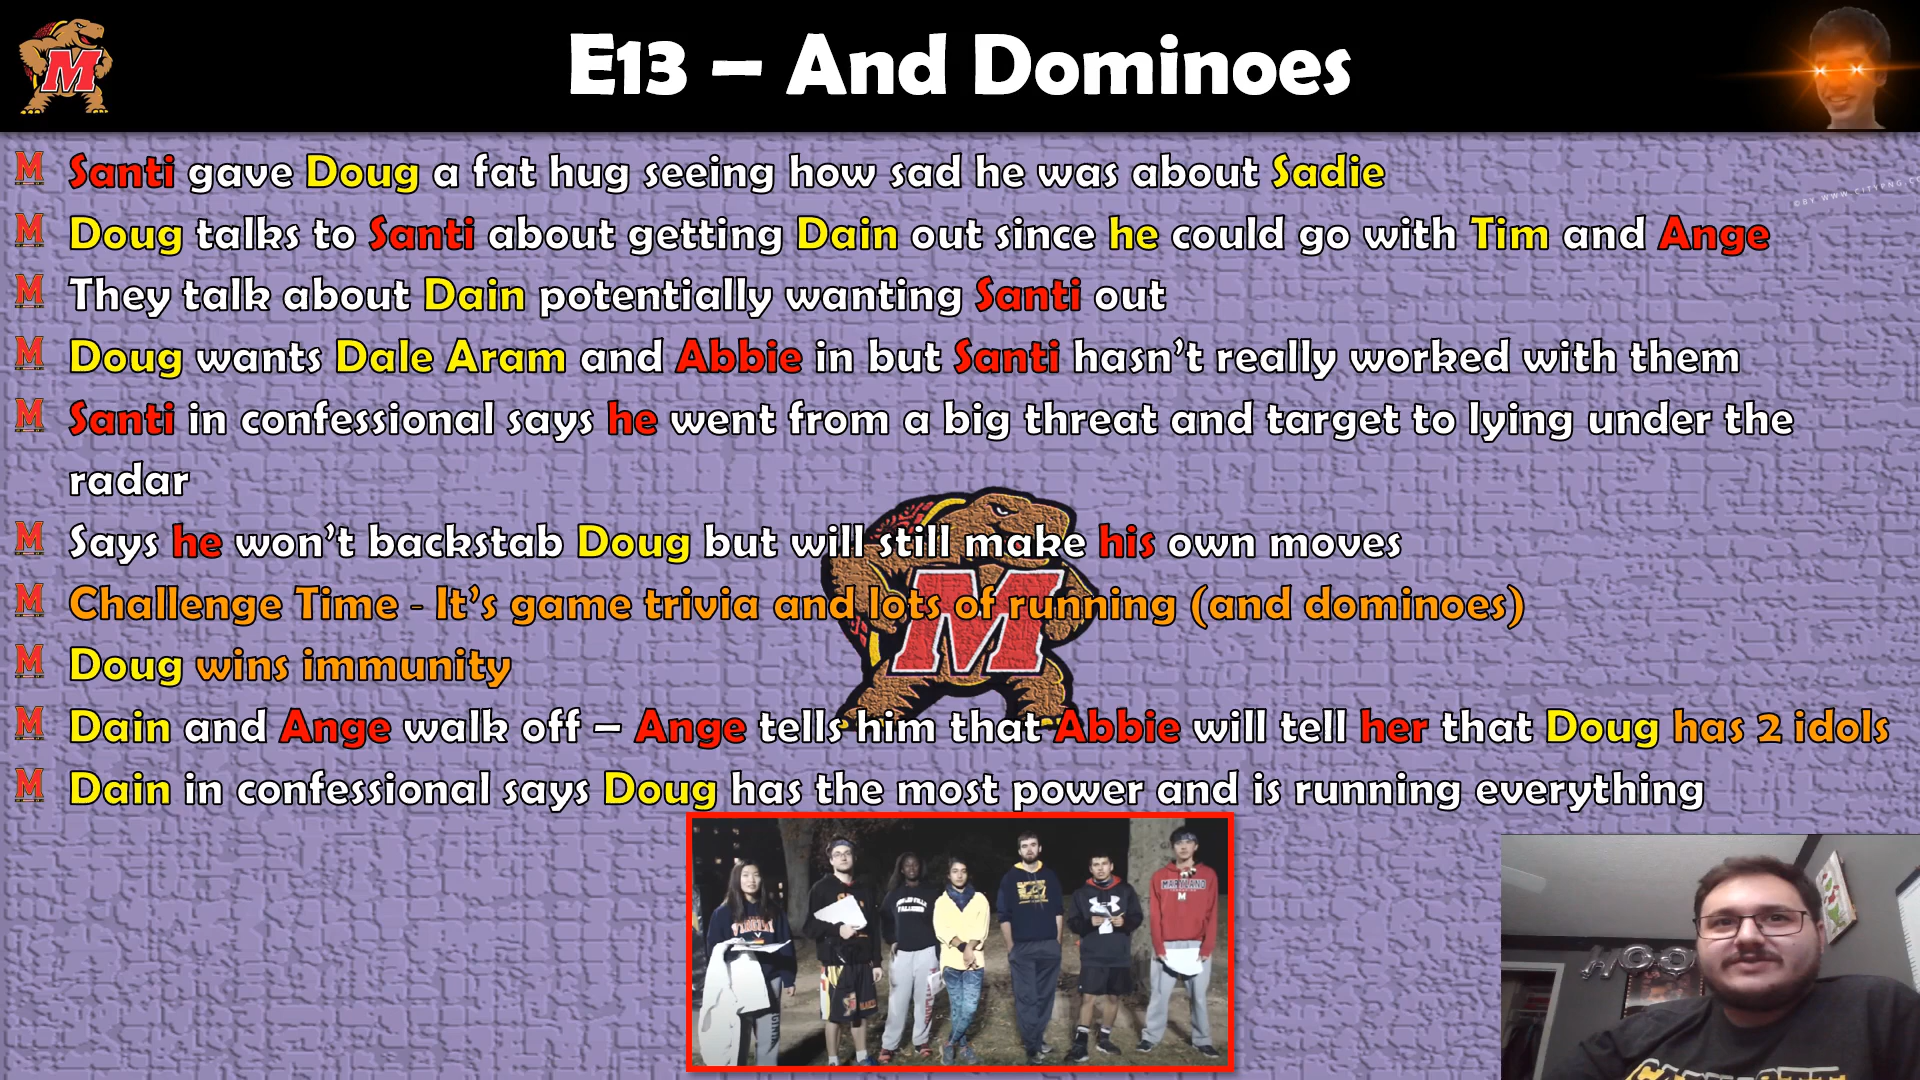 E13 – And Dominoes
©BY WWW.CITYPNG.CO
Santi gave Doug a fat hug seeing how sad he was about Sadie
Doug talks to Santi about getting Dain out since he could go with Tim and Ange
They talk about Dain potentially wanting Santi out
Doug wants Dale Aram and Abbie in but Santi hasn’t really worked with them
Santi in confessional says he went from a big threat and target to lying under the
radar
Says he won’t backstab Doug but will still make his own moves
Challenge Time - It’s game trivia and lots of running (and dominoes)
Doug wins immunity
Dain and Ange walk off – Ange tells him that Abbie will tell her that Doug has 2 idols
Dain in confessional says Doug has the most power and is running everything
M
MARYLAND
M